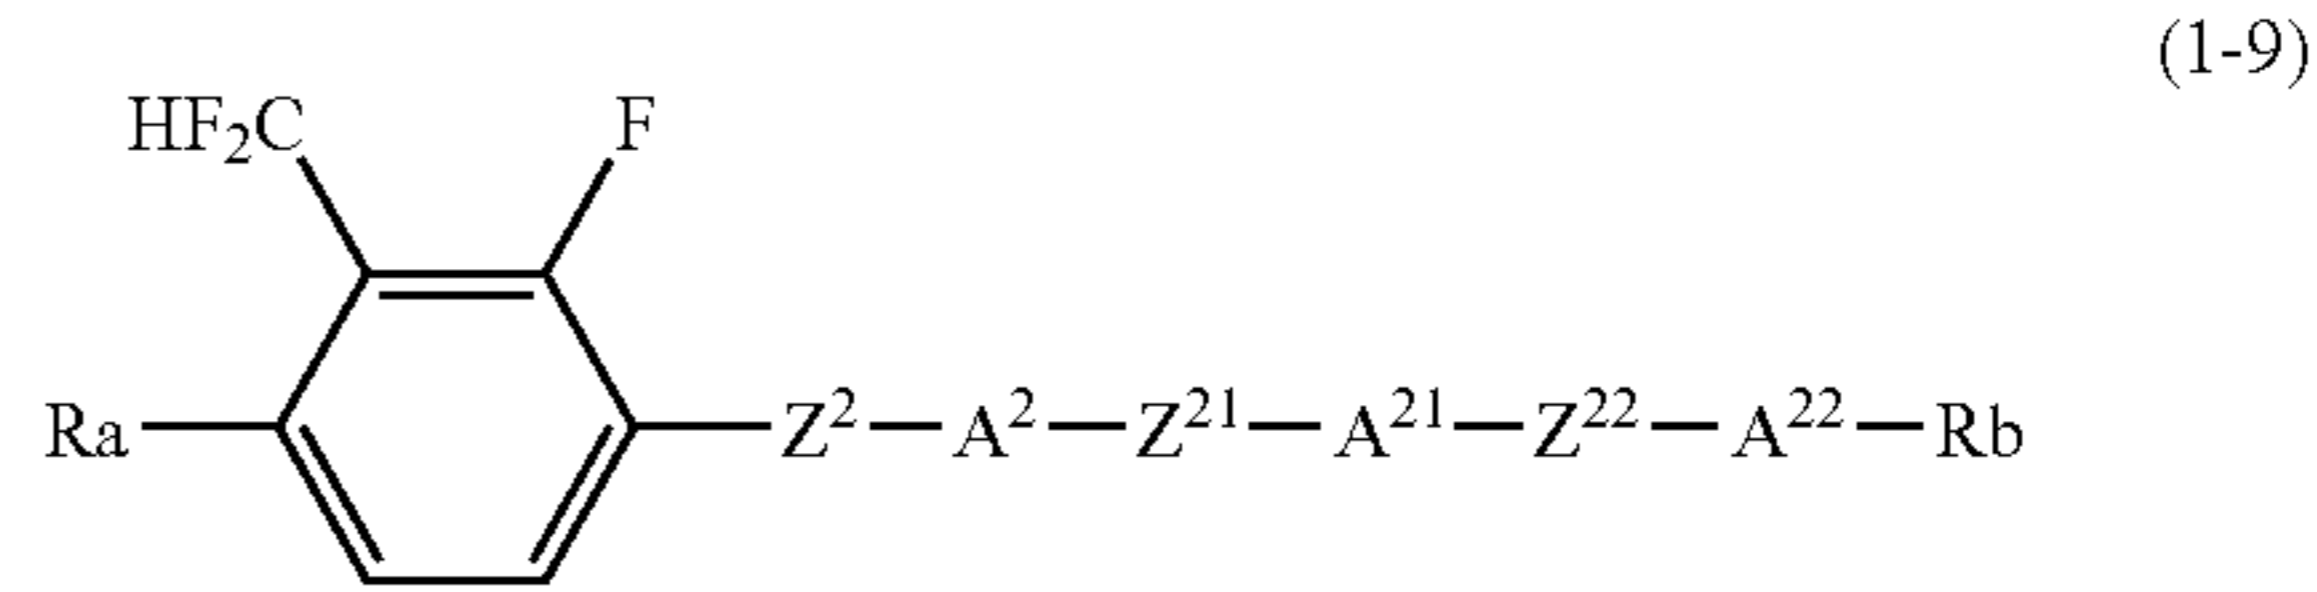 (1-9)
HF₂C F
Ra Z² A² Z²¹ A²¹ Z²² A²² Rb